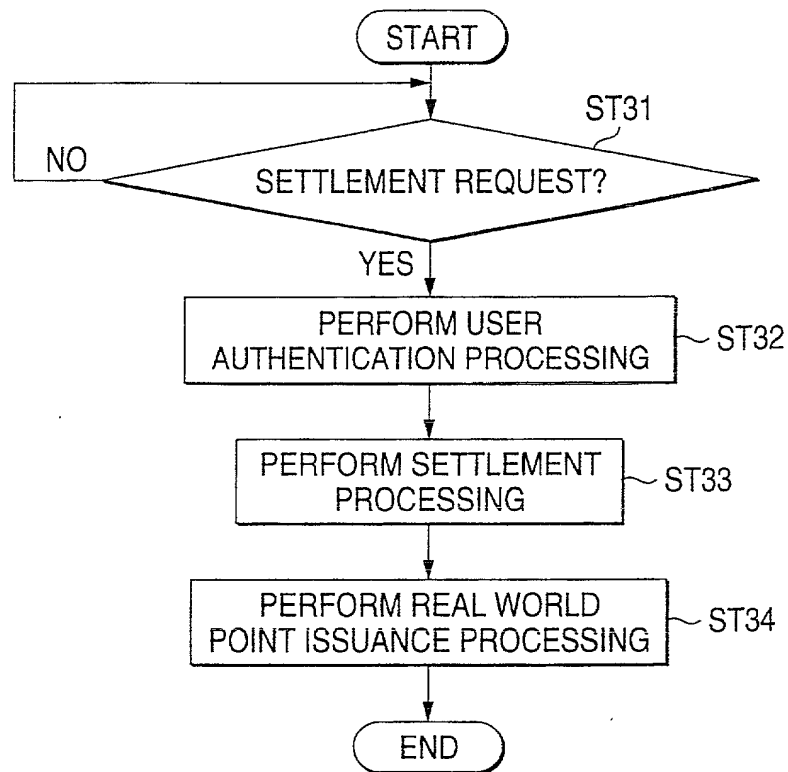 START
ST31
NO
SETTLEMENT REQUEST?
YES
PERFORM USER
AUTHENTICATION PROCESSING
ST32
PERFORM SETTLEMENT
PROCESSING
ST33
PERFORM REAL WORLD
POINT ISSUANCE PROCESSING
ST34
END